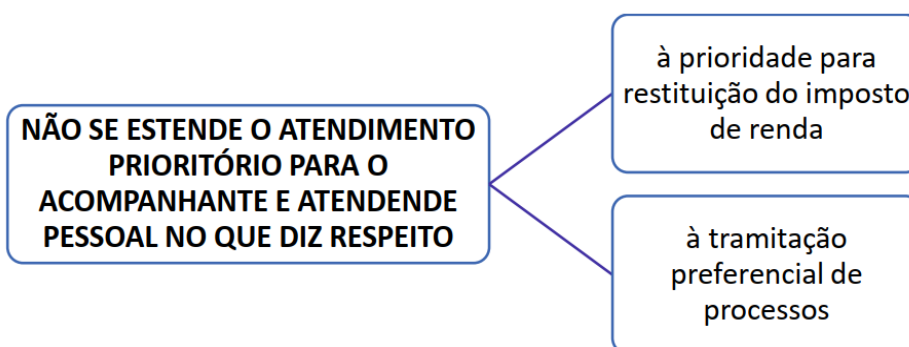 NÃO SE ESTENDE O ATENDIMENTO
PRIORITÓRIO PARA O
ACOMPANHANTE E ATENDENDE
PESSOAL NO QUE DIZ RESPEITO
à prioridade para
restituição do imposto
de renda
à tramitação
preferencial de
processos